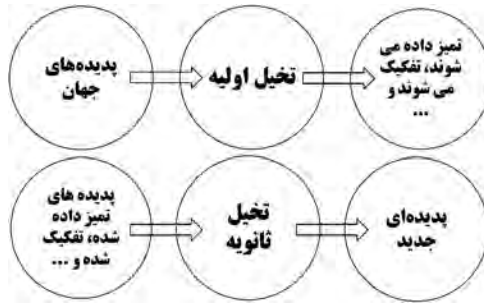 پدیده‌های
جهان
تخیل اولیه
تمیز داده می
شوند، تفکیک
می شوند و
...
پدیده های
تمیز داده
شده، تفکیک
شده و ...
تخیل
ثانویه
پدیده‌ای
جدید